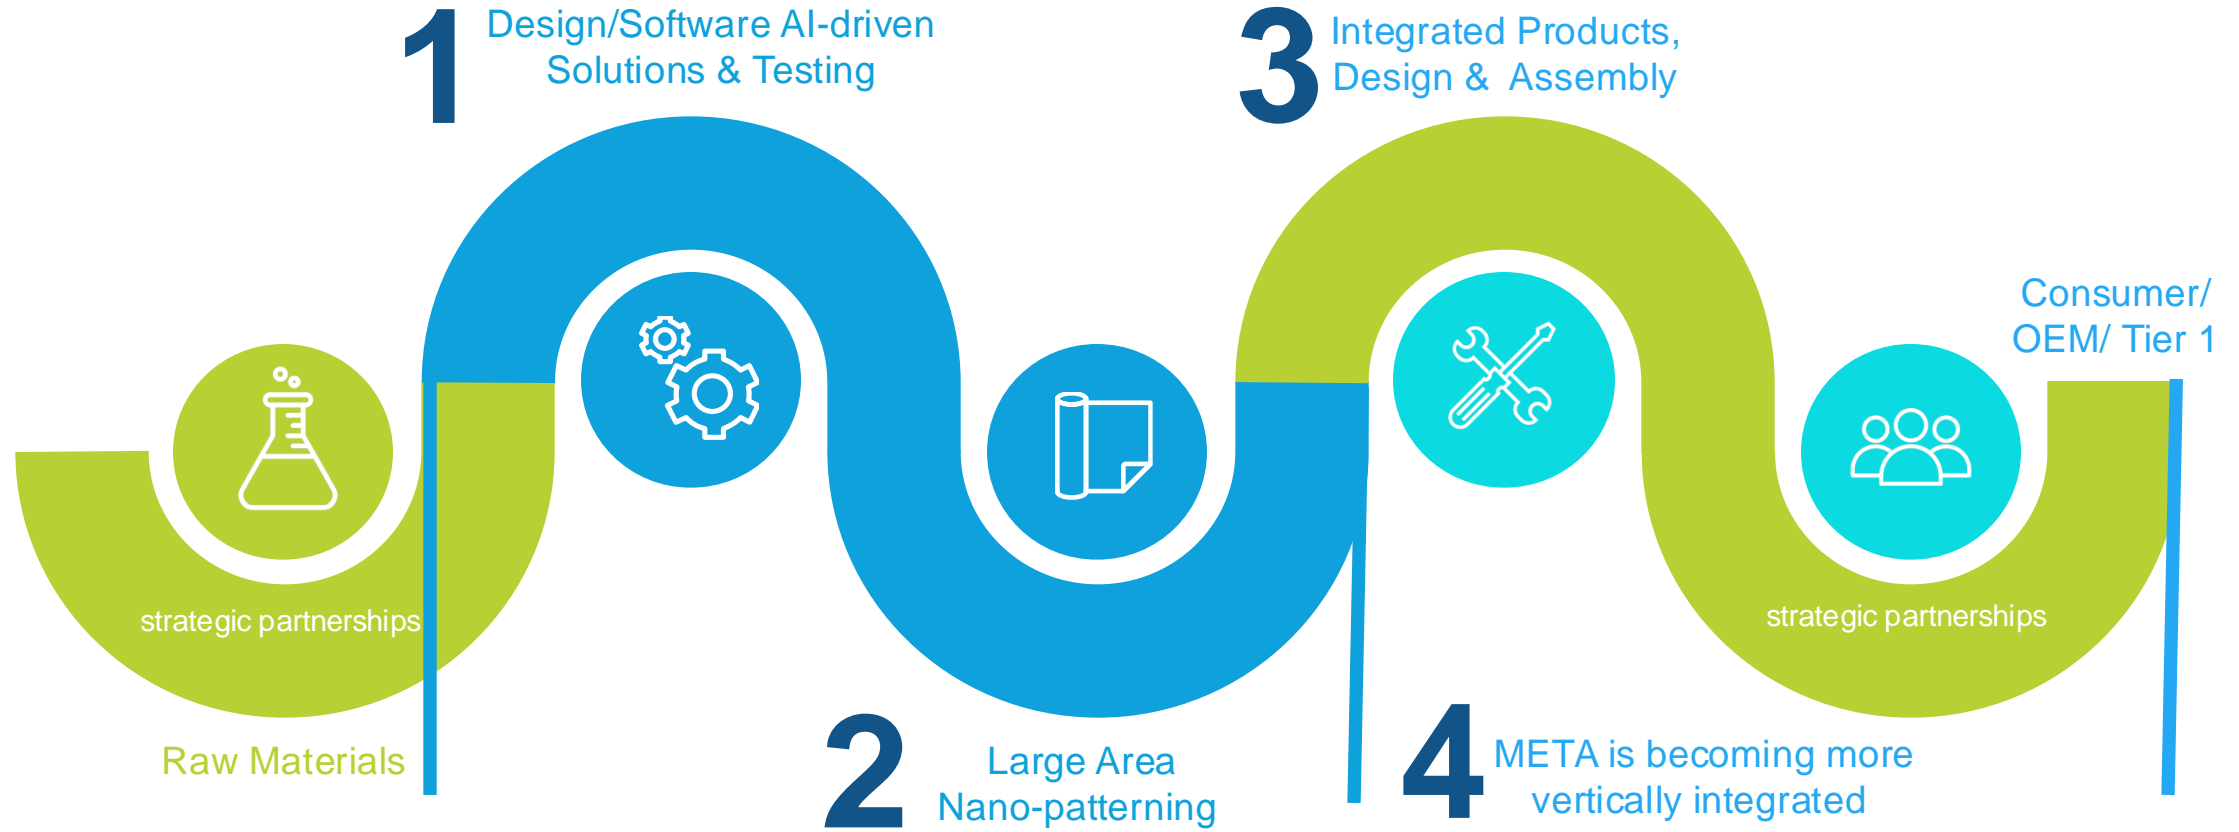 1
Design/Software AI-driven
Solutions & Testing
3
Integrated Products,
Design & Assembly
Consumer/
OEM/ Tier 1
strategic partnerships
strategic partnerships
Raw Materials
2
Large Area
Nano-patterning
4
META is becoming more
vertically integrated